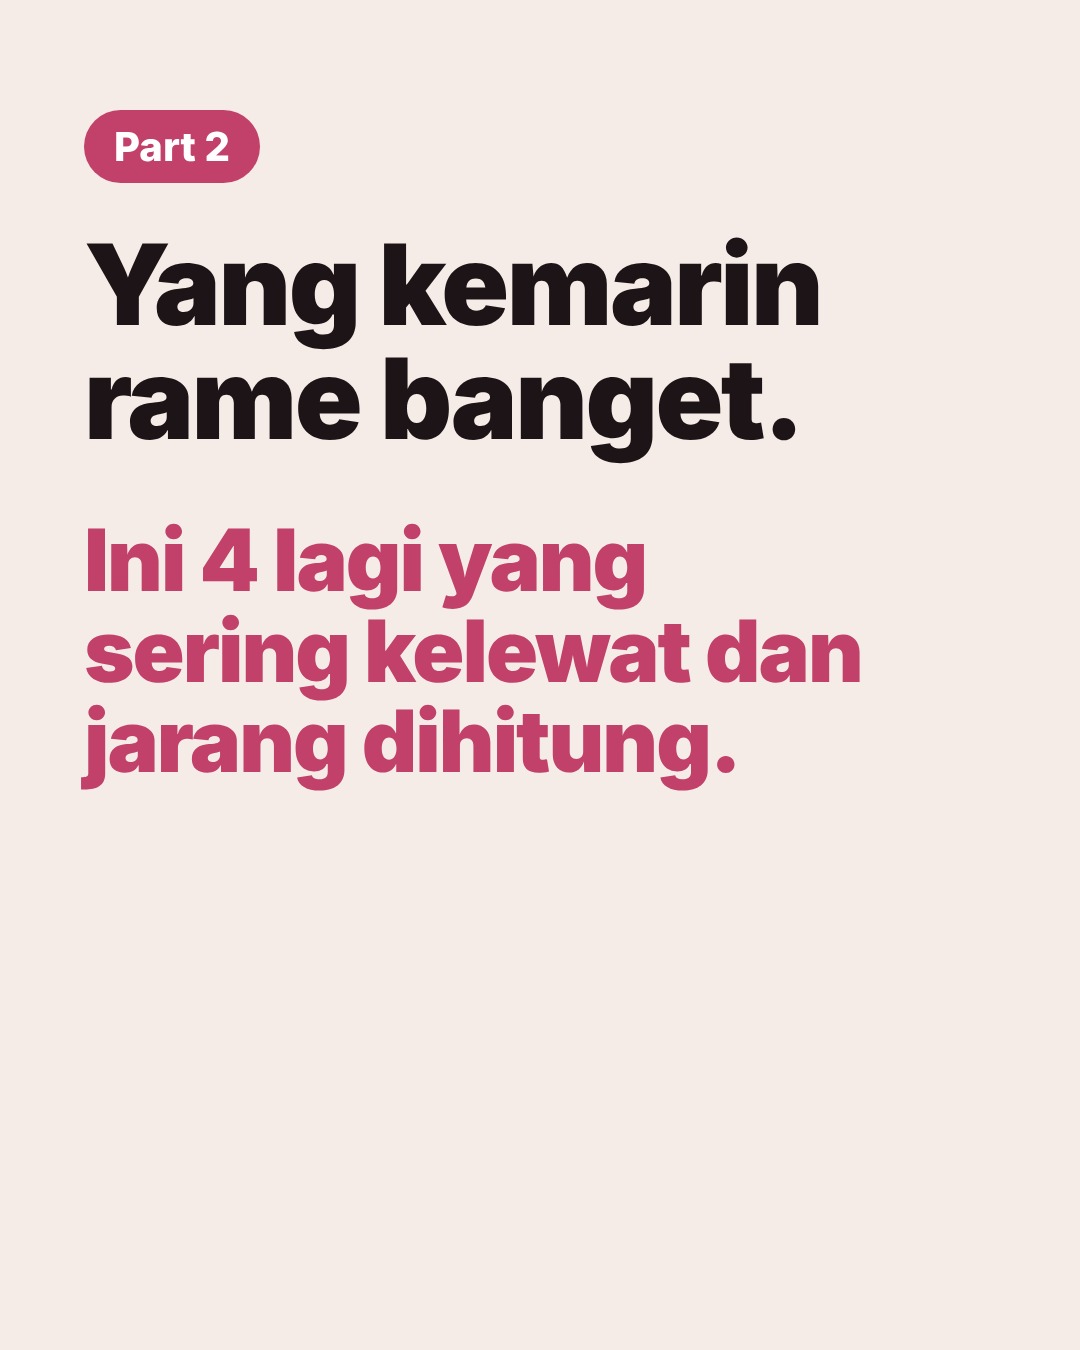 Part 2
Yang kemarin
rame banget.
Ini 4 lagi yang
sering kelewat dan
jarang dihitung.